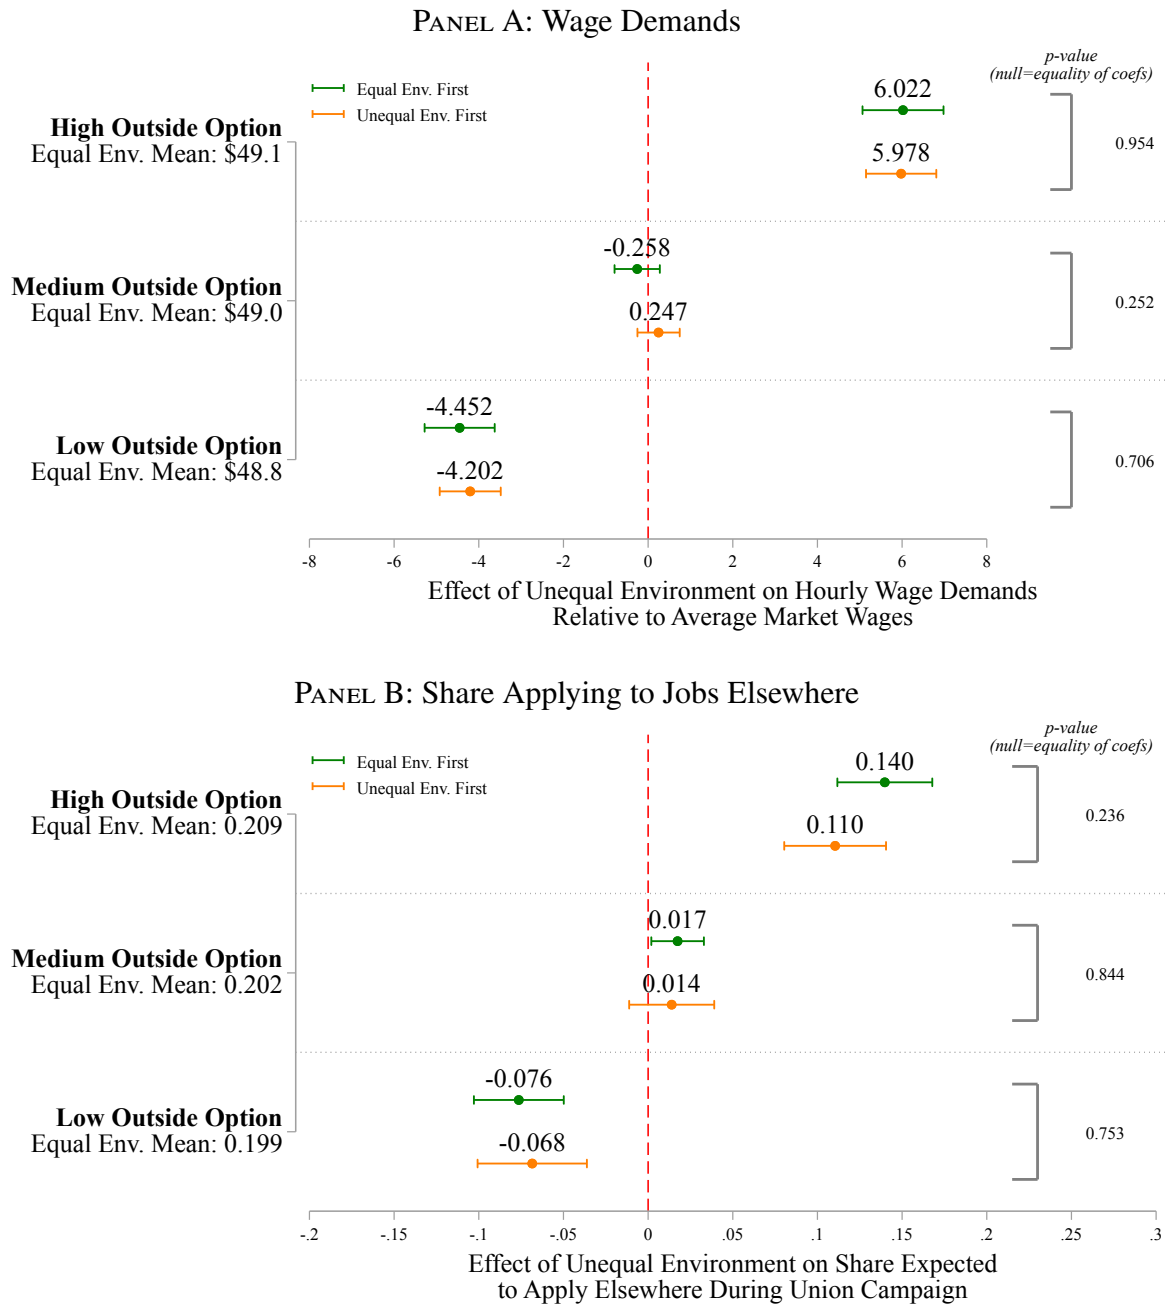 PANEL A: Wage Demands
p-value
(null=equality of coefs)
Equal Env. First
Unequal Env. First
High Outside Option
Equal Env. Mean: $49.1
6.022
5.978
0.954
Medium Outside Option
Equal Env. Mean: $49.0
-0.258
0.247
0.252
Low Outside Option
Equal Env. Mean: $48.8
-4.452
-4.202
0.706
-8 -6 -4 -2 0 2 4 6 8
Effect of Unequal Environment on Hourly Wage Demands
Relative to Average Market Wages
PANEL B: Share Applying to Jobs Elsewhere
p-value
(null=equality of coefs)
Equal Env. First
Unequal Env. First
High Outside Option
Equal Env. Mean: 0.209
0.140
0.110
0.236
Medium Outside Option
Equal Env. Mean: 0.202
0.017
0.014
0.844
Low Outside Option
Equal Env. Mean: 0.199
-0.076
-0.068
0.753
-.2 -.15 -.1 -.05 0 .05 .1 .15 .2 .25 .3
Effect of Unequal Environment on Share Expected
to Apply Elsewhere During Union Campaign